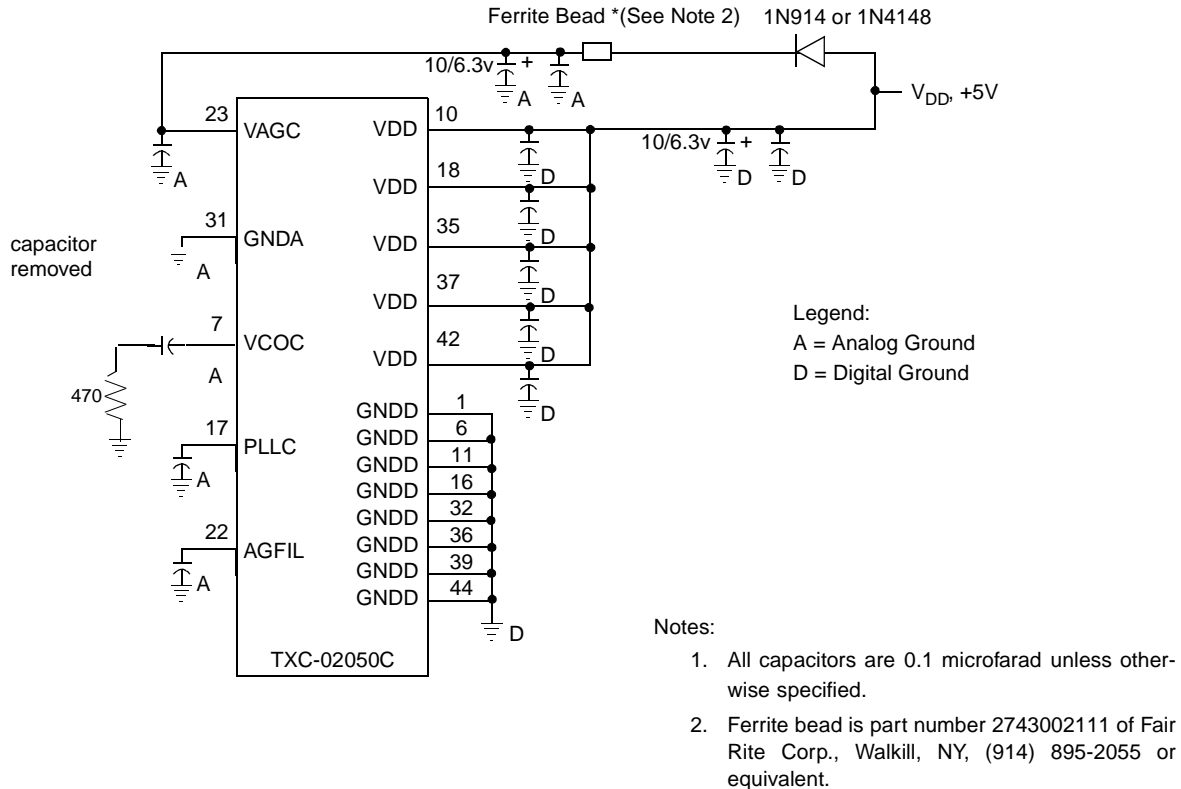 Ferrite Bead *(See Note 2) 1N914 or 1N4148
10/6.3v +
A A
VDD, +5V
23 VAGC VDD 10
10/6.3v +
A D D D
VDD 18
D
31 GNDA VDD 35
capacitor
removed
A D
VDD 37
D
Legend:
A = Analog Ground
D = Digital Ground
7 VCOC VDD 42
A D
470
GNDD 1
GNDD 6
17 PLLC
GNDD 11
A
GNDD 16
GNDD 32
22 AGFIL
GNDD 36
A
GNDD 39
GNDD 44
D
TXC-02050C
Notes:
1. All capacitors are 0.1 microfarad unless other-
wise specified.
2. Ferrite bead is part number 2743002111 of Fair
Rite Corp., Walkill, NY, (914) 895-2055 or
equivalent.